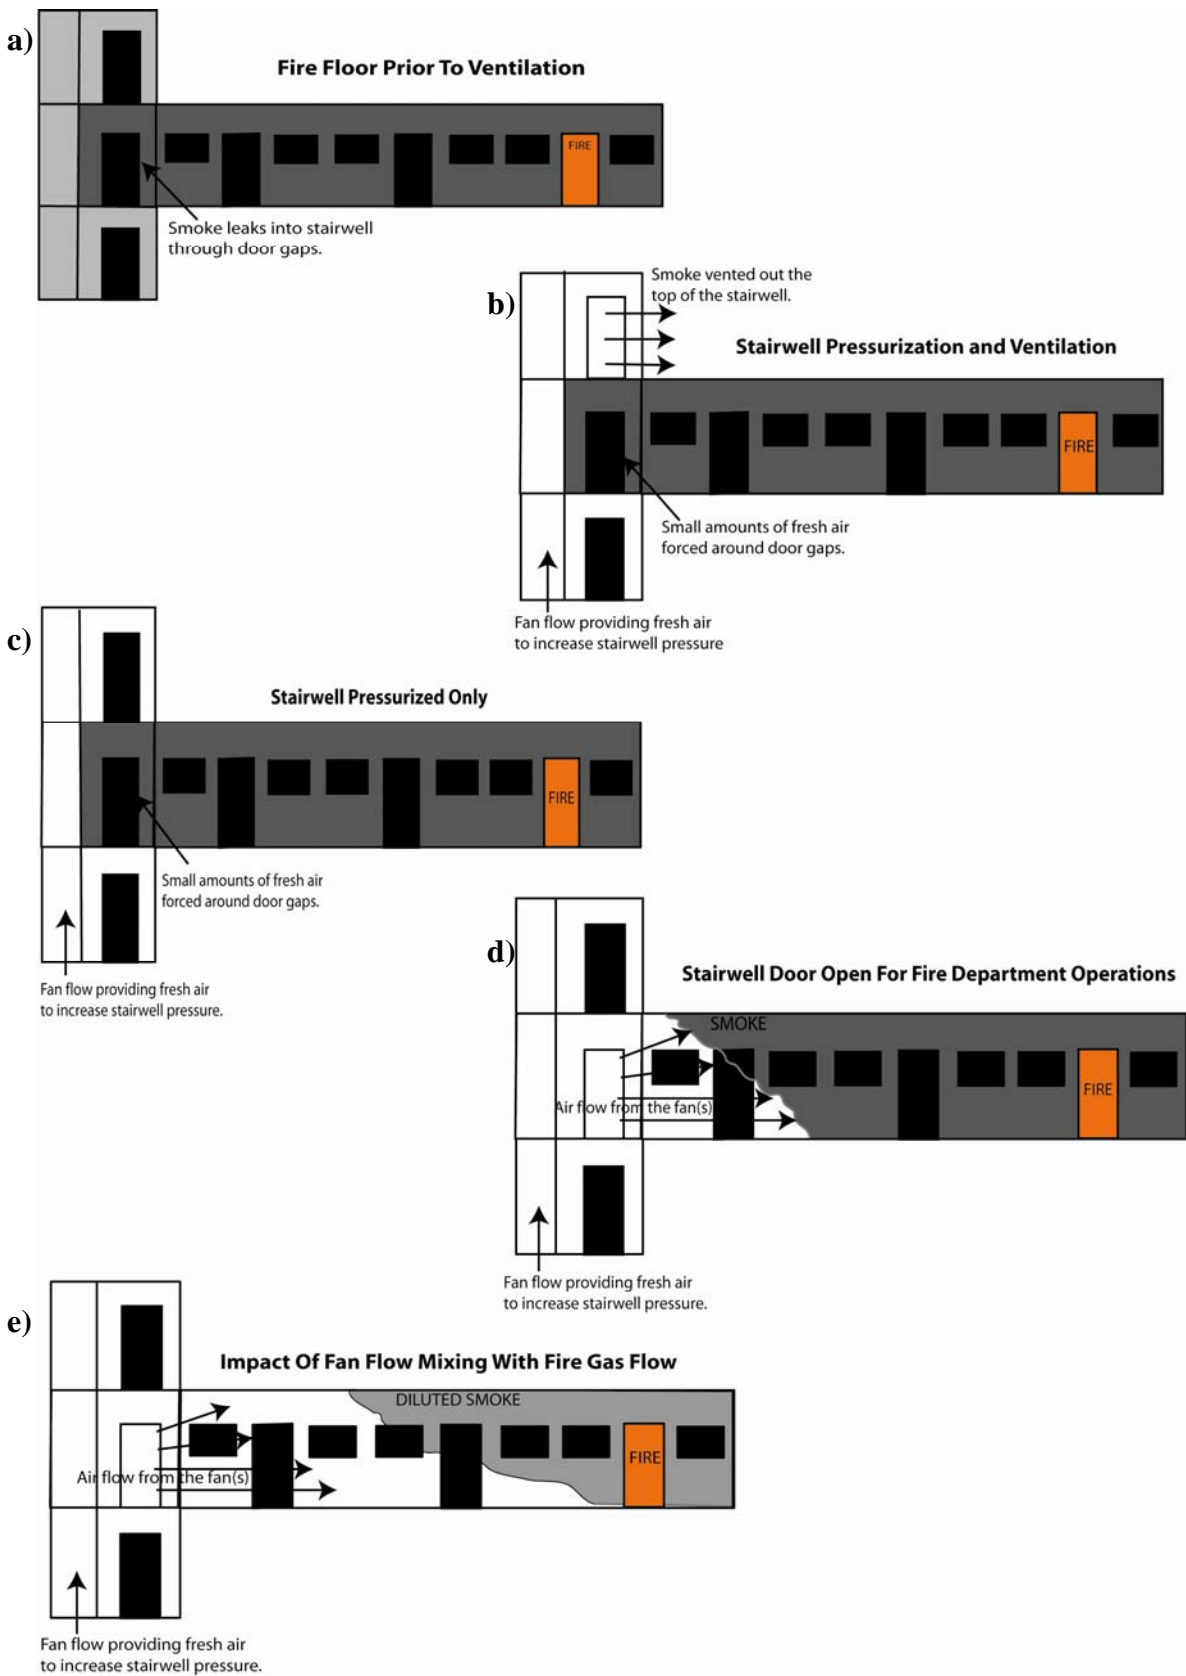 a)
Fire Floor Prior To Ventilation
FIRE
Smoke leaks into stairwell
through door gaps.
b)
Smoke vented out the
top of the stairwell.
Stairwell Pressurization and Ventilation
FIRE
Small amounts of fresh air
forced around door gaps.
Fan flow providing fresh air
to increase stairwell pressure
c)
Stairwell Pressurized Only
FIRE
Small amounts of fresh air
forced around door gaps.
Fan flow providing fresh air
to increase stairwell pressure.
d)
Stairwell Door Open For Fire Department Operations
SMOKE
FIRE
Air flow from the fan(s)
Fan flow providing fresh air
to increase stairwell pressure.
e)
Impact Of Fan Flow Mixing With Fire Gas Flow
DILUTED SMOKE
FIRE
Air flow from the fan(s)
Fan flow providing fresh air
to increase stairwell pressure.